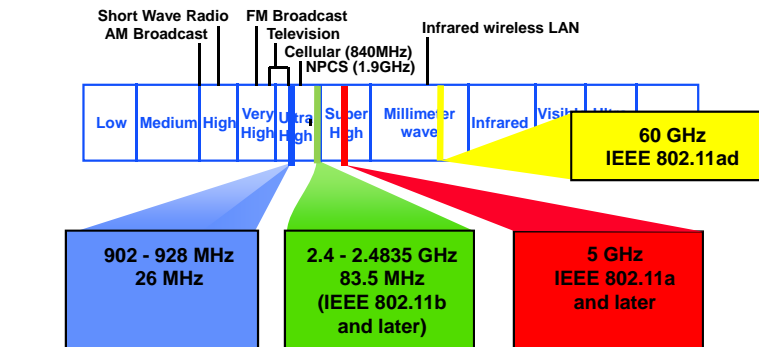 Short Wave Radio
AM Broadcast
FM Broadcast
Television
Cellular (840MHz)
NPCS (1.9GHz)
Infrared wireless LAN
Low
Medium
High
Very
High
Ultra
High
Super
High
Millimeter
wave
Infrared
60 GHz
IEEE 802.11ad
902 - 928 MHz
26 MHz
2.4 - 2.4835 GHz
83.5 MHz
(IEEE 802.11b
and later)
5 GHz
IEEE 802.11a
and later